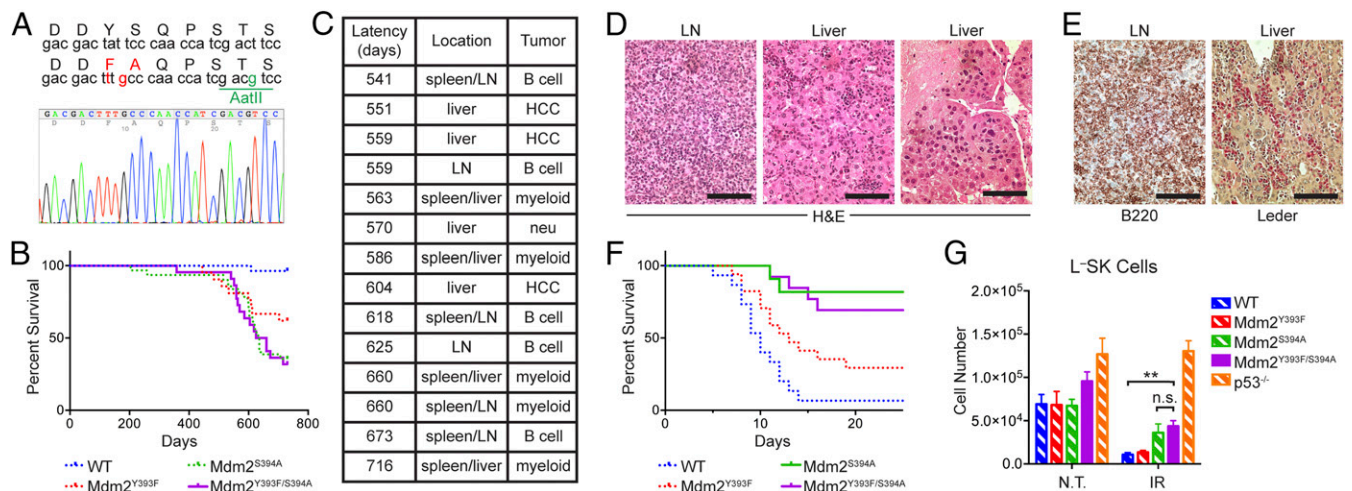 A
D D Y S Q P S T S
gac gac tat tcc caa cca tcg act tcc
D D F A Q P S T S
gac gac ttt gcc caa cca tcg acg tcc
AatII
G A C G A C T T T G C C C A A C C A T C G A C G T C C
D D F A Q P S T S
10 20
B
Percent Survival
100
50
0
0 200 400 600 800
Days
WT
Mdm2Y393F
Mdm2S394A
Mdm2Y393F/S394A
C
Latency (days) Location Tumor
541 spleen/LN B cell
551 liver HCC
559 liver HCC
559 LN B cell
563 spleen/liver myeloid
570 liver neu
586 spleen/liver myeloid
604 liver HCC
618 spleen/LN B cell
625 LN B cell
660 spleen/liver myeloid
660 spleen/LN myeloid
673 spleen/LN B cell
716 spleen/liver myeloid
D
LN Liver Liver
H&E
E
LN Liver
B220 Leder
F
Percent Survival
100
50
0
0 10 20
Days
WT
Mdm2Y393F
Mdm2S394A
Mdm2Y393F/S394A
G
L–SK Cells
Cell Number
2.0×10⁵
1.5×10⁵
1.0×10⁵
5.0×10⁴
0.0
**
n.s.
N.T. IR
WT
Mdm2Y393F
Mdm2S394A
Mdm2Y393F/S394A
p53-/-